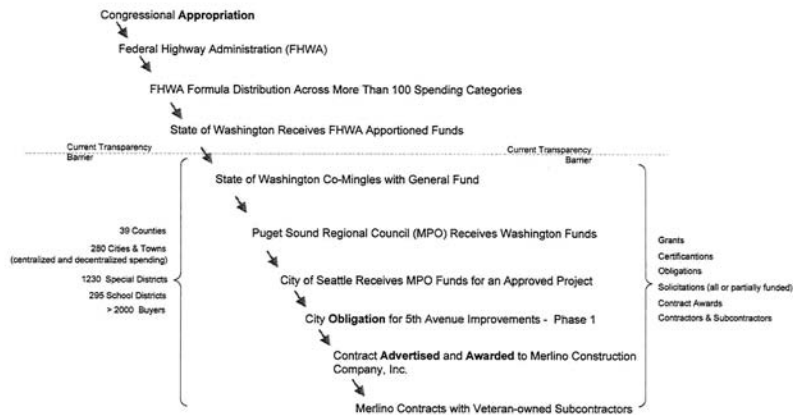 Congressional Appropriation
Federal Highway Administration (FHWA)
FHWA Formula Distribution Across More Than 100 Spending Categories
State of Washington Receives FHWA Apportioned Funds
Current Transparency
Barrier
Current Transparency
Barrier
State of Washington Co-Mingles with General Fund
39 Counties
280 Cities & Towns
(centralized and decentralized spending)
1230 Special Districts
295 School Districts
> 2000 Buyers
Puget Sound Regional Council (MPO) Receives Washington Funds
City of Seattle Receives MPO Funds for an Approved Project
City Obligation for 5th Avenue Improvements - Phase 1
Contract Advertised and Awarded to Merlino Construction
Company, Inc.
Merlino Contracts with Veteran-owned Subcontractors
Grants
Certificantions
Obligations
Solicitations (all or partially funded)
Contract Awards
Contractors & Subcontractors